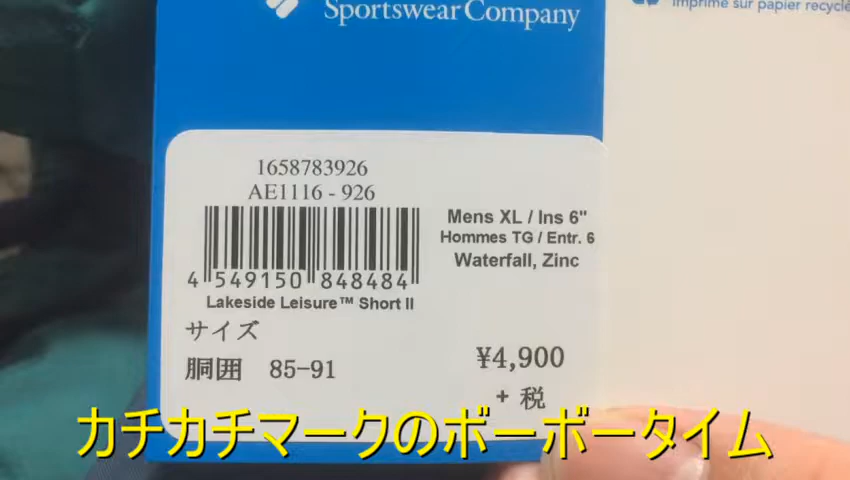 Sportswear Company
Imprimé sur papier recyclé
1658783926
AE1116 - 926
4 549150 848484
Lakeside Leisure™ Short II
Mens XL / Ins 6"
Hommes TG / Entr. 6
Waterfall, Zinc
サイズ
胴囲 85-91
¥4,900
+ 税
カチカチマークのボーボータイム